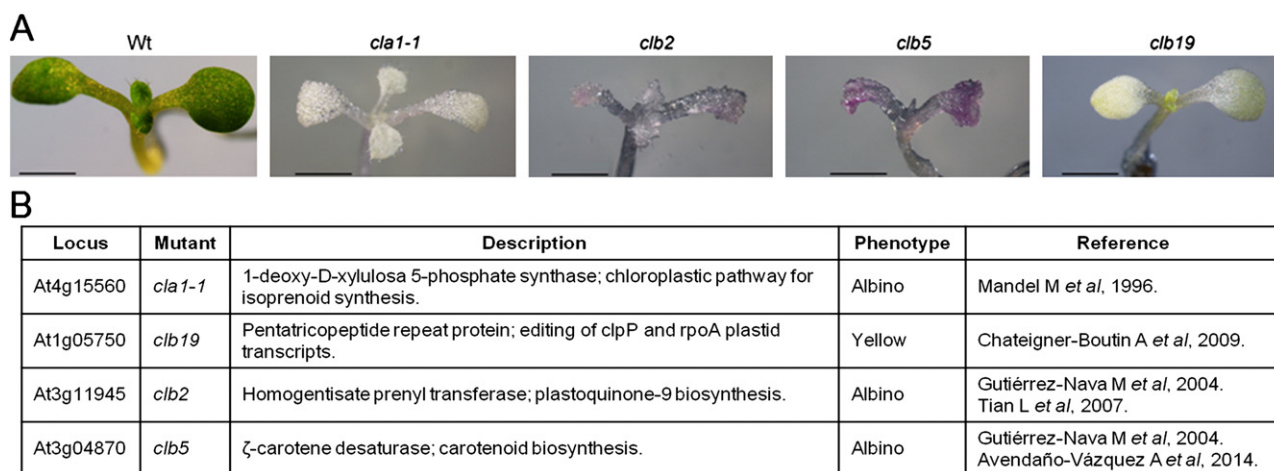 A
Wt
cla1-1
clb2
clb5
clb19
B
Locus Mutant Description Phenotype Reference
At4g15560 cla1-1 1-deoxy-D-xylulosa 5-phosphate synthase; chloroplastic pathway for
isoprenoid synthesis. Albino Mandel M et al, 1996.
At1g05750 clb19 Pentatricopeptide repeat protein; editing of clpP and rpoA plastid
transcripts. Yellow Chateigner-Boutin A et al, 2009.
At3g11945 clb2 Homogentisate prenyl transferase; plastoquinone-9 biosynthesis. Albino Gutiérrez-Nava M et al, 2004.
Tian L et al, 2007.
At3g04870 clb5 ζ-carotene desaturase; carotenoid biosynthesis. Albino Gutiérrez-Nava M et al, 2004.
Avendaño-Vázquez A et al, 2014.